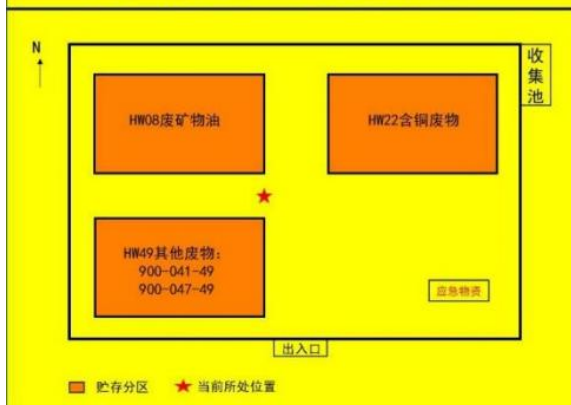 N
收集池
HW08废矿物油
HW22含铜废物
HW49其他废物：
900-041-49
900-047-49
应急物资
出入口
贮存分区
当前所处位置